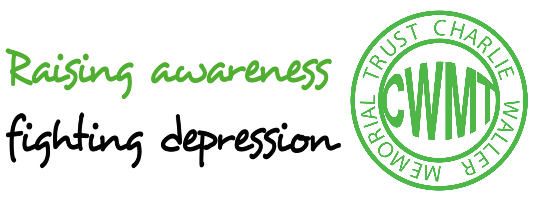 Raising awareness
fighting depression
CHARLIE WALLER MEMORIAL TRUST
CWMT